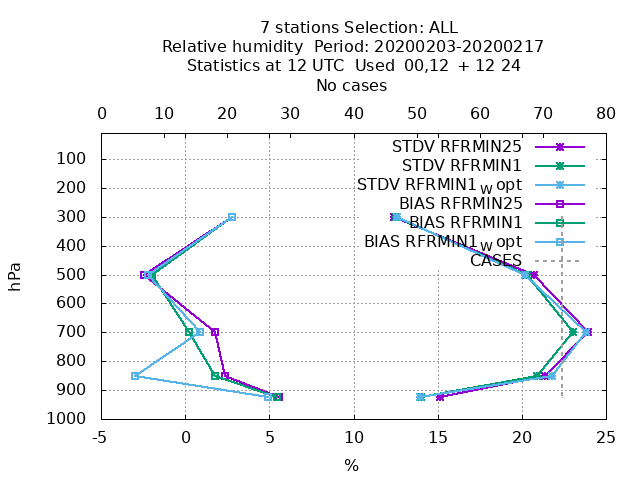 7 stations Selection: ALL
Relative humidity  Period: 20200203-20200217
Statistics at 12 UTC  Used  00,12  + 12 24
No cases
0 10 20 30 40 50 60 70 80
STDV RFRMIN25
STDV RFRMIN1
STDV RFRMIN1w opt
BIAS RFRMIN25
BIAS RFRMIN1
BIAS RFRMIN1w opt
CASES
hPa
100
200
300
400
500
600
700
800
900
1000
-5 0 5 10 15 20 25
%